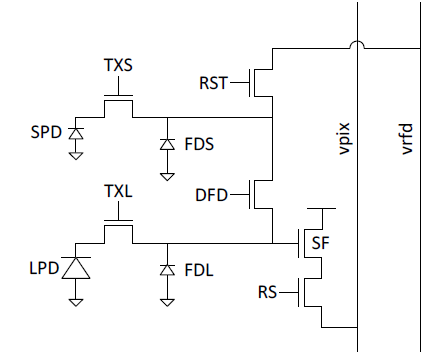 TXS
RST
SPD
FDS
vpix
vrfd
TXL
DFD
LPD
FDL
SF
RS